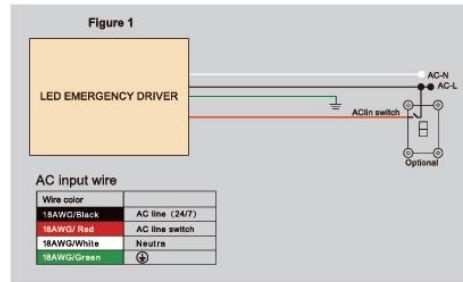 Figure 1
LED EMERGENCY DRIVER
AC-N
AC-L
AClin switch
Optional
AC input wire
Wire color
18AWG/Black AC line (24/7)
18AWG/ Red AC line switch
18AWG/White Neutra
18AWG/Green